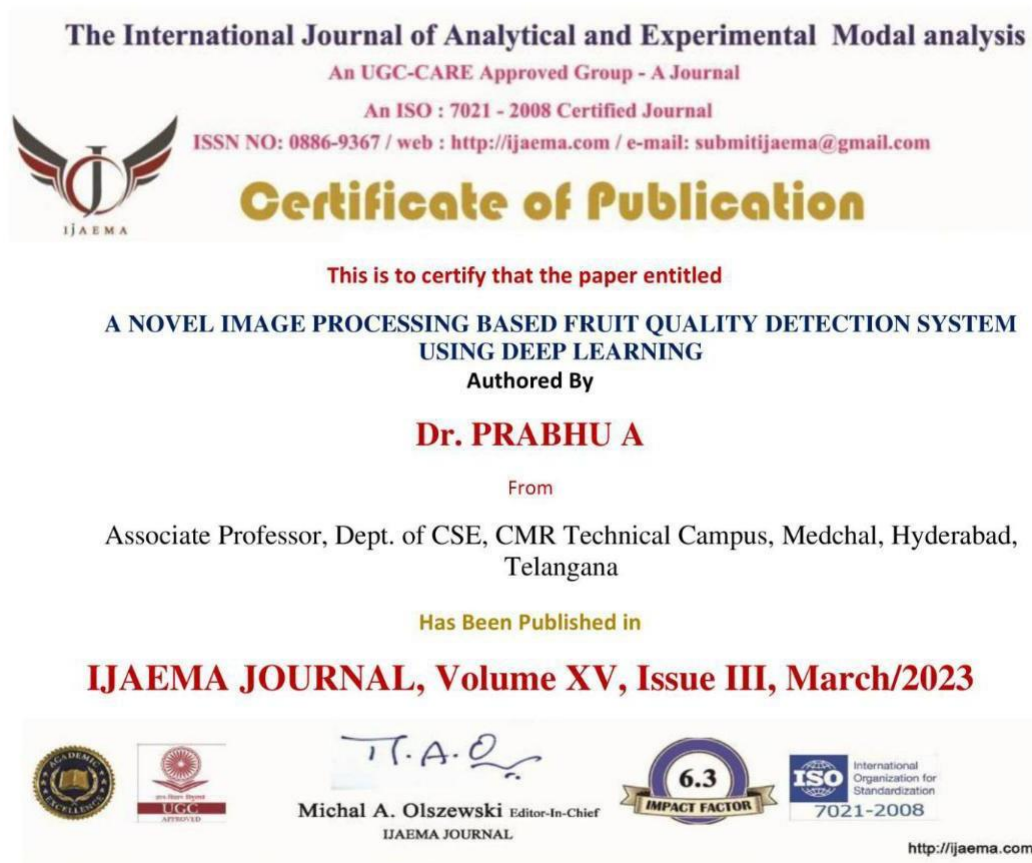 The International Journal of Analytical and Experimental Modal analysis
An UGC-CARE Approved Group - A Journal
An ISO : 7021 - 2008 Certified Journal
ISSN NO: 0886-9367 / web : http://ijaema.com / e-mail: submitijaema@gmail.com
IJAEMA
Certificate of Publication
This is to certify that the paper entitled
A NOVEL IMAGE PROCESSING BASED FRUIT QUALITY DETECTION SYSTEM
USING DEEP LEARNING
Authored By
Dr. PRABHU A
From
Associate Professor, Dept. of CSE, CMR Technical Campus, Medchal, Hyderabad,
Telangana
Has Been Published in
IJAEMA JOURNAL, Volume XV, Issue III, March/2023
ACADEMIC
EXCELLENCE
UGC
APPROVED
Michal A. Olszewski Editor-In-Chief
IJAEMA JOURNAL
6.3
IMPACT FACTOR
ISO
International
Organization for
Standardization
7021-2008
http://ijaema.com